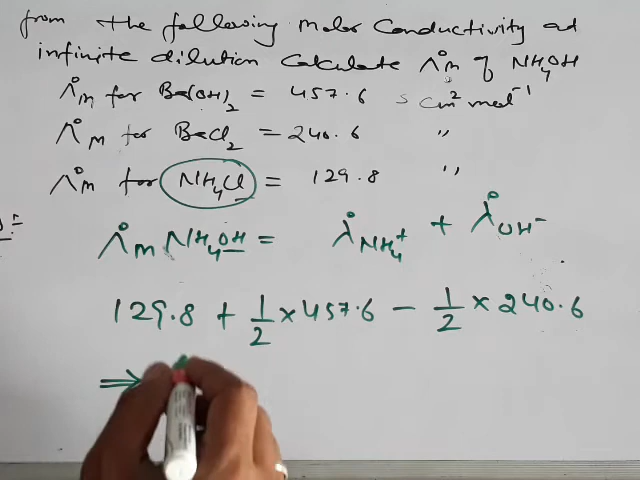 from the following Molar Conductivity at
infinite dilution Calculate Λ°m of NH₄OH
Λ°m for Ba(OH)₂ = 457.6 S cm² mol⁻¹
Λ°m for BaCl₂ = 240.6 "
Λ°m for NH₄Cl = 129.8 "
Λ°m NH₄OH = λ°NH₄⁺ + λ°OH⁻
129.8 + 1/2 × 457.6 − 1/2 × 240.6
⇒